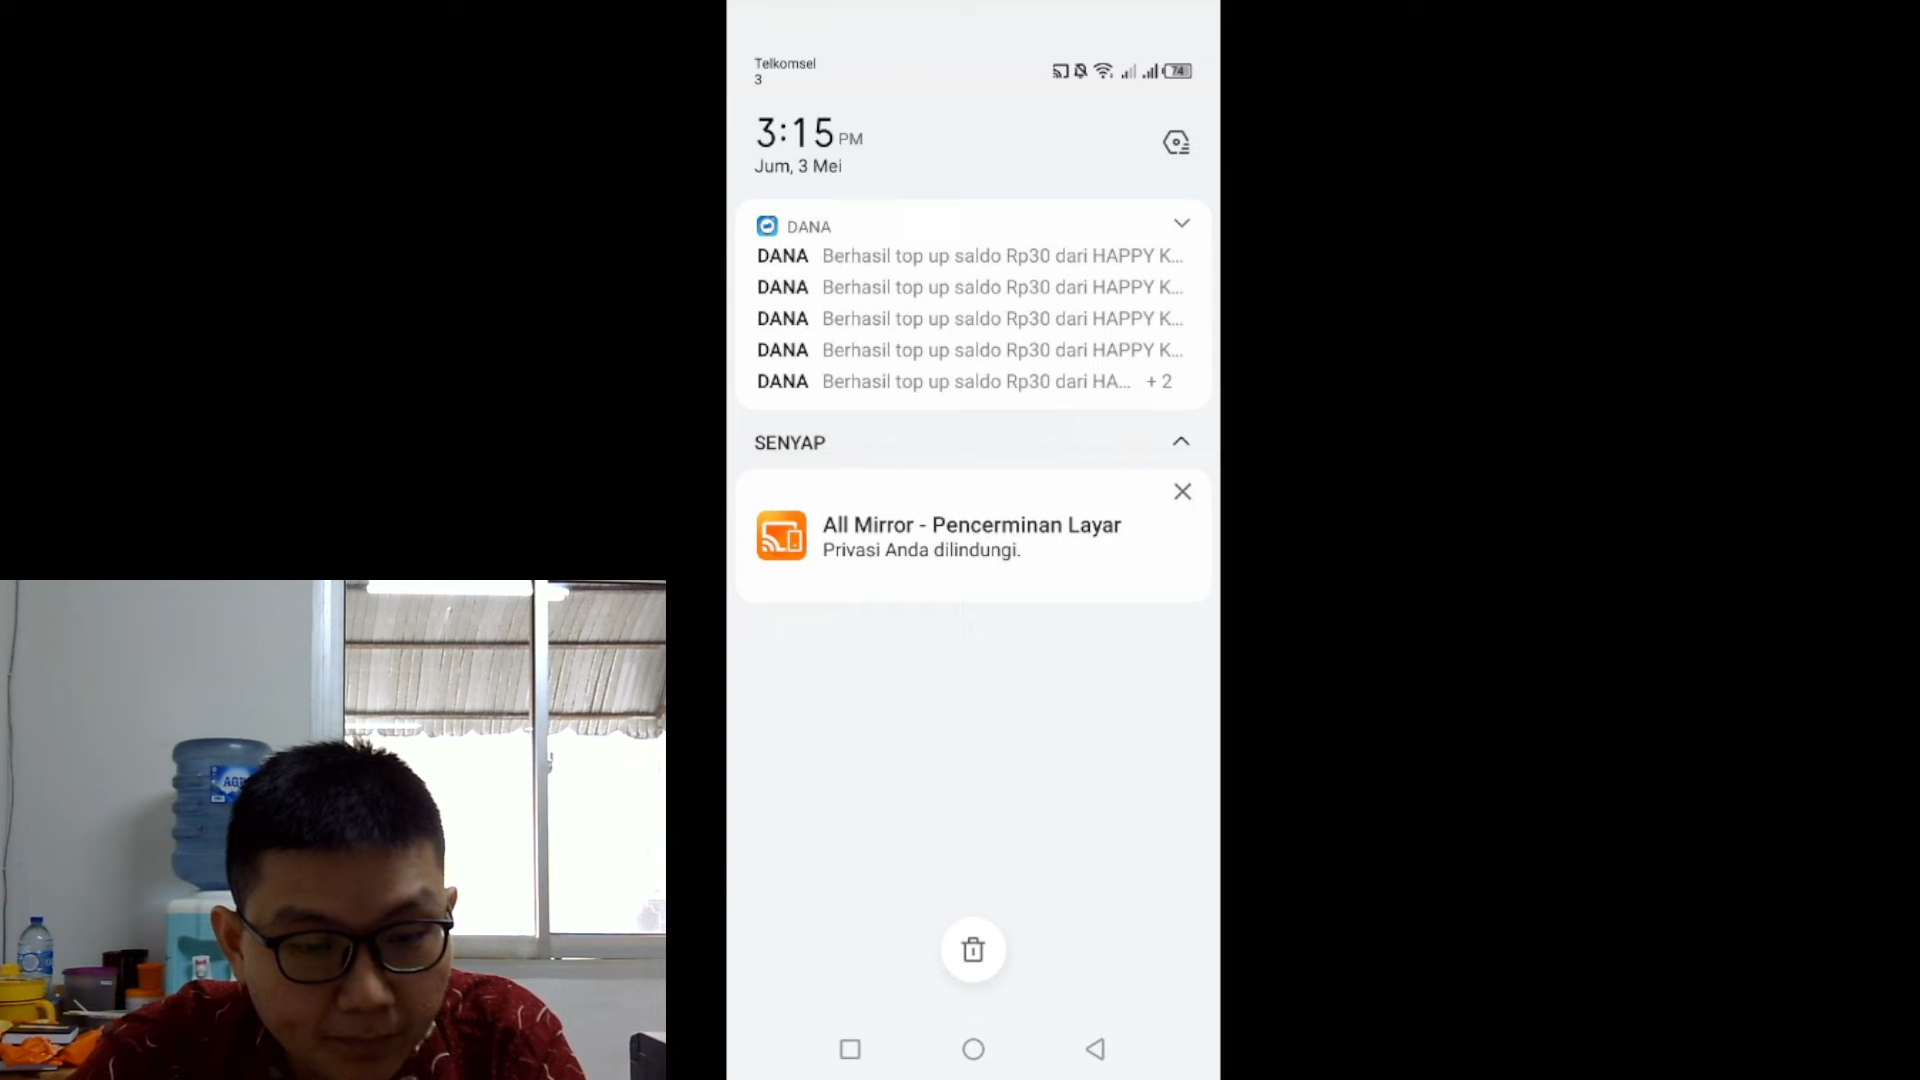 Telkomsel
3
74
3:15 PM
Jum, 3 Mei
DANA
DANA Berhasil top up saldo Rp30 dari HAPPY K...
DANA Berhasil top up saldo Rp30 dari HAPPY K...
DANA Berhasil top up saldo Rp30 dari HAPPY K...
DANA Berhasil top up saldo Rp30 dari HAPPY K...
DANA Berhasil top up saldo Rp30 dari HA... + 2
SENYAP
All Mirror - Pencerminan Layar
Privasi Anda dilindungi.